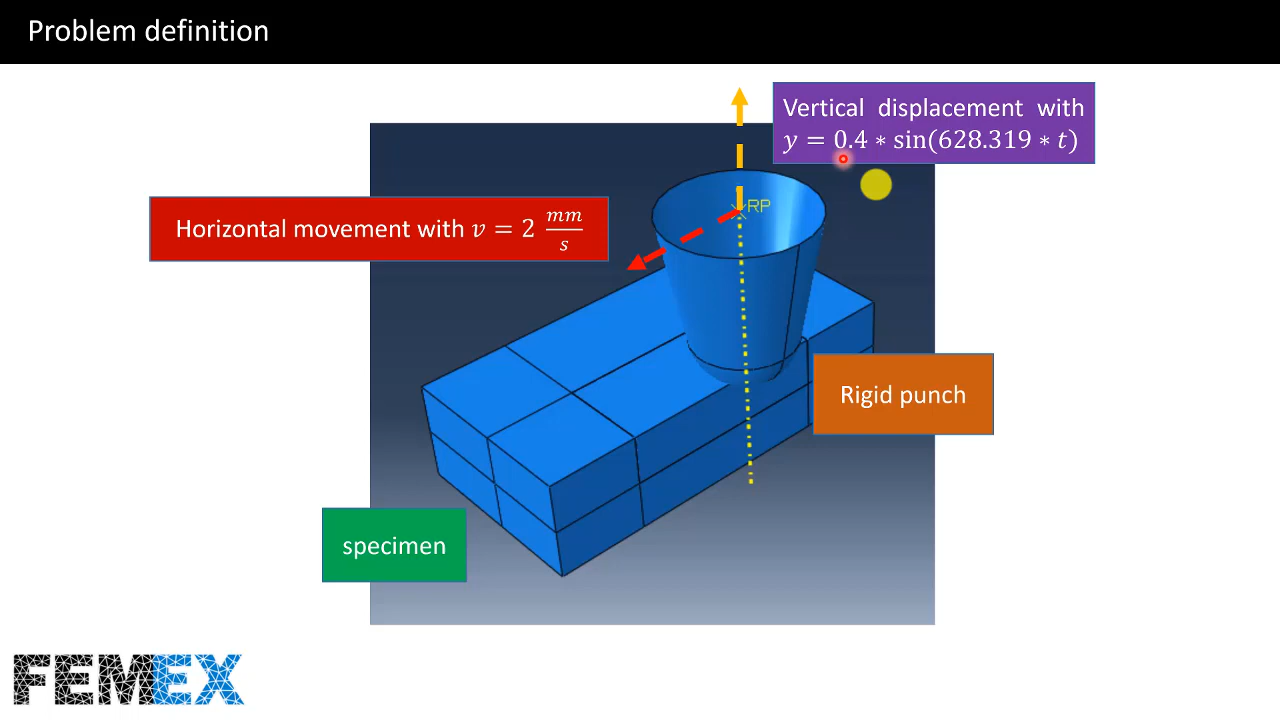 Problem definition
Vertical displacement with
y = 0.4 ∗ sin(628.319 ∗ t)
RP
Horizontal movement with v = 2 mm/s
Rigid punch
specimen
FEMEX